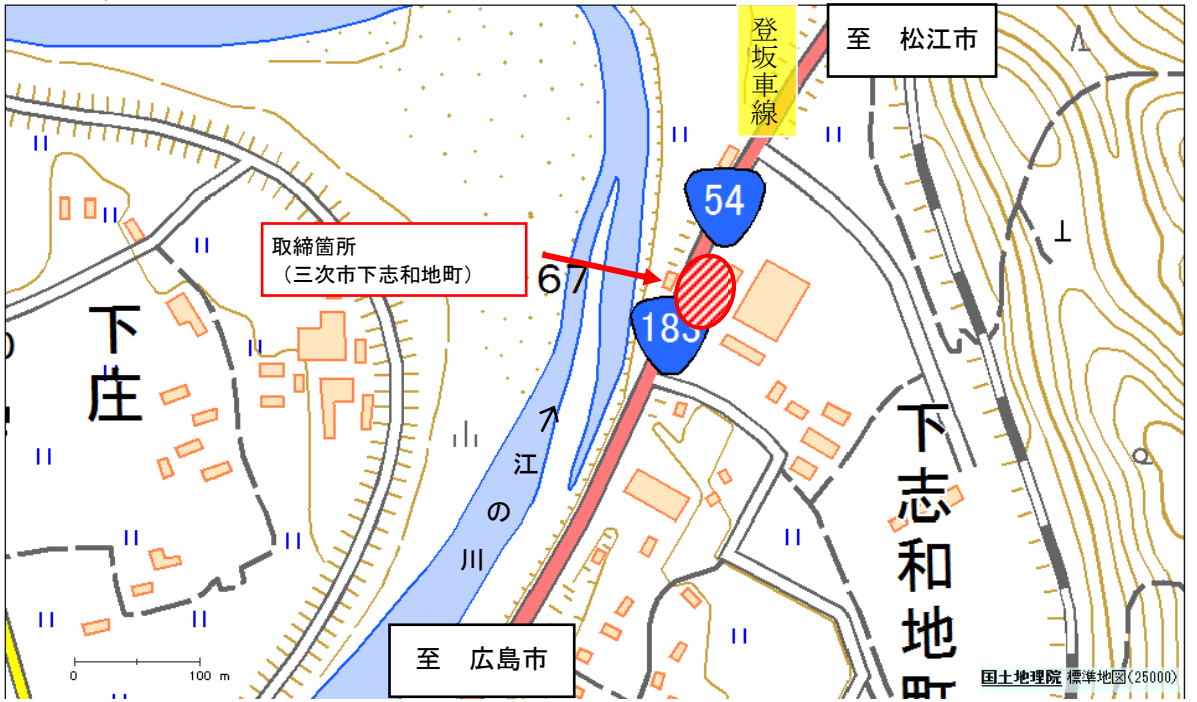 登坂車線
至 松江市
54
取締箇所
（三次市下志和地町）
67
183
下庄
江の川
下志和地町
至 広島市
0 100 m
国土地理院 標準地図(25000)